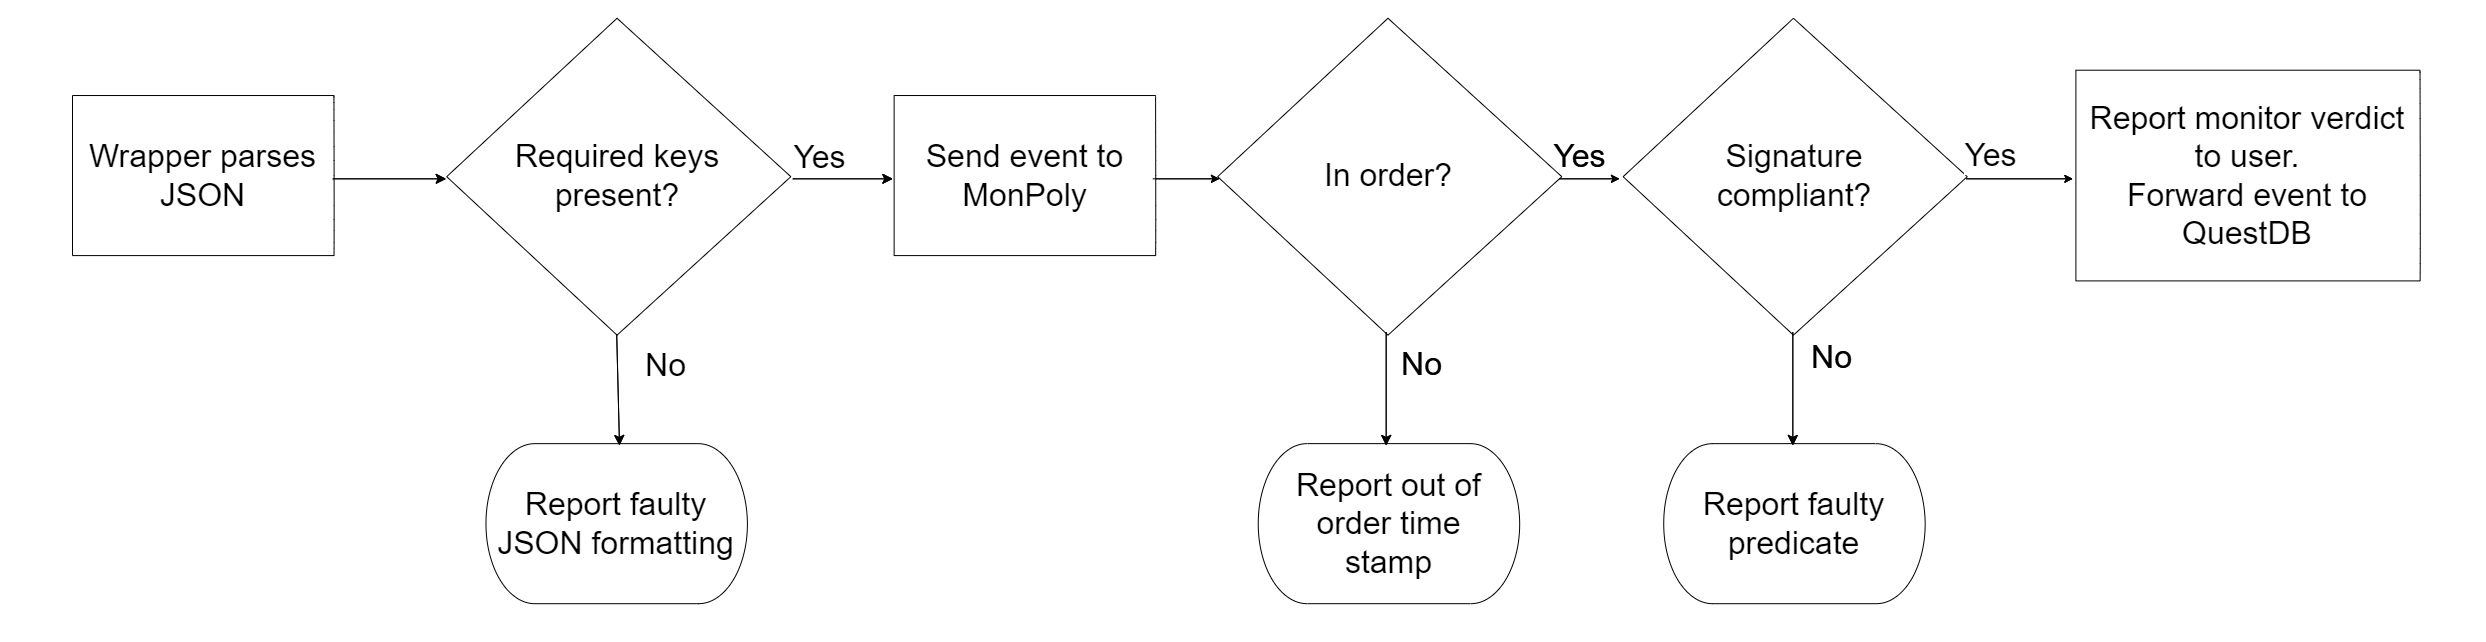 Wrapper parses
JSON
Required keys
present?
Yes
No
Report faulty
JSON formatting
Send event to
MonPoly
In order?
Yes
No
Report out of
order time
stamp
Signature
compliant?
Yes
No
Report faulty
predicate
Report monitor verdict
to user.
Forward event to
QuestDB